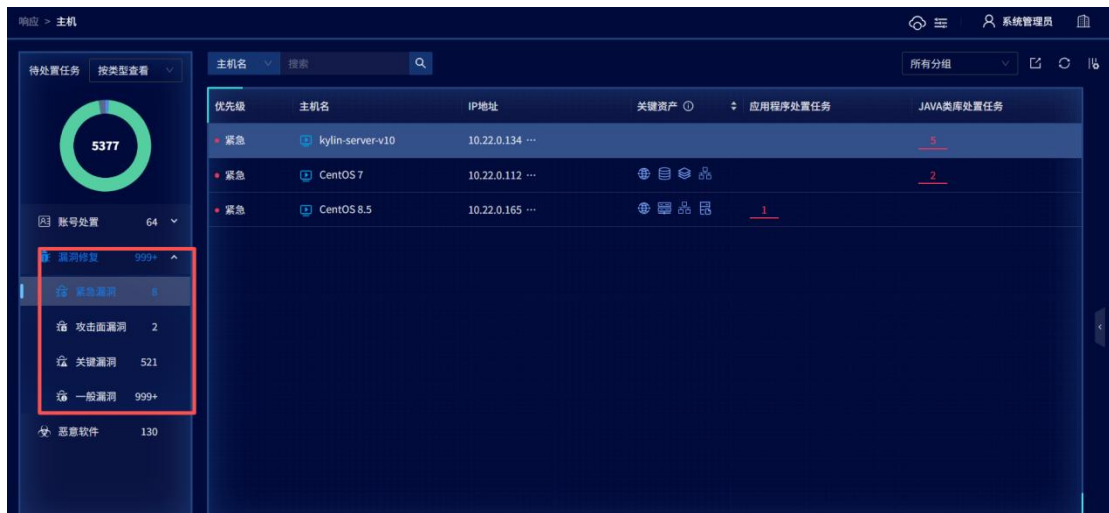 响应 > 主机
系统管理员
待处置任务 按类型查看
5377
账号处置 64
漏洞修复 999+
紧急漏洞 8
攻击面漏洞 2
关键漏洞 521
一般漏洞 999+
恶意软件 130
主机名 搜索 所有分组
优先级 主机名 IP地址 关键资产 应用程序处置任务 JAVA类库处置任务
紧急 kylin-server-v10 10.22.0.134 ··· 5
紧急 CentOS 7 10.22.0.112 ··· 2
紧急 CentOS 8.5 10.22.0.165 ··· 1